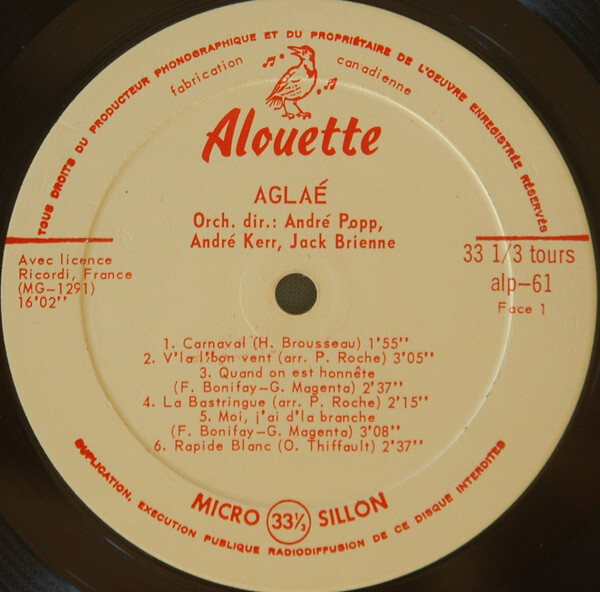 TOUS DROITS DU PRODUCTEUR PHONOGRAPHIQUE ET DU PROPRIÉTAIRE DE L'OEUVRE ENREGISTRÉE RÉSERVÉS
fabrication canadienne
Alouette
AGLAÉ
Orch. dir.: André Popp,
André Kerr, Jack Brienne
Avec licence
Ricordi, France
(MG-1291)
16'02''
33 1/3 tours
alp-61
Face 1
1. Carnaval (H. Brousseau) 1'55''
2. V'la l'bon vent (arr. P. Roche) 3'05''
3. Quand on est honnête
(F. Bonifay-G. Magenta) 2'37''
4. La Bastringue (arr. P. Roche) 2'15''
5. Moi, j'ai d'la branche
(F. Bonifay-G. Magenta) 3'08''
6. Rapide Blanc (O. Thiffault) 2'37''
MICRO 33⅓ SILLON
DUPLICATION, EXECUTION PUBLIQUE RADIODIFFUSION DE CE DISQUE INTERDITES